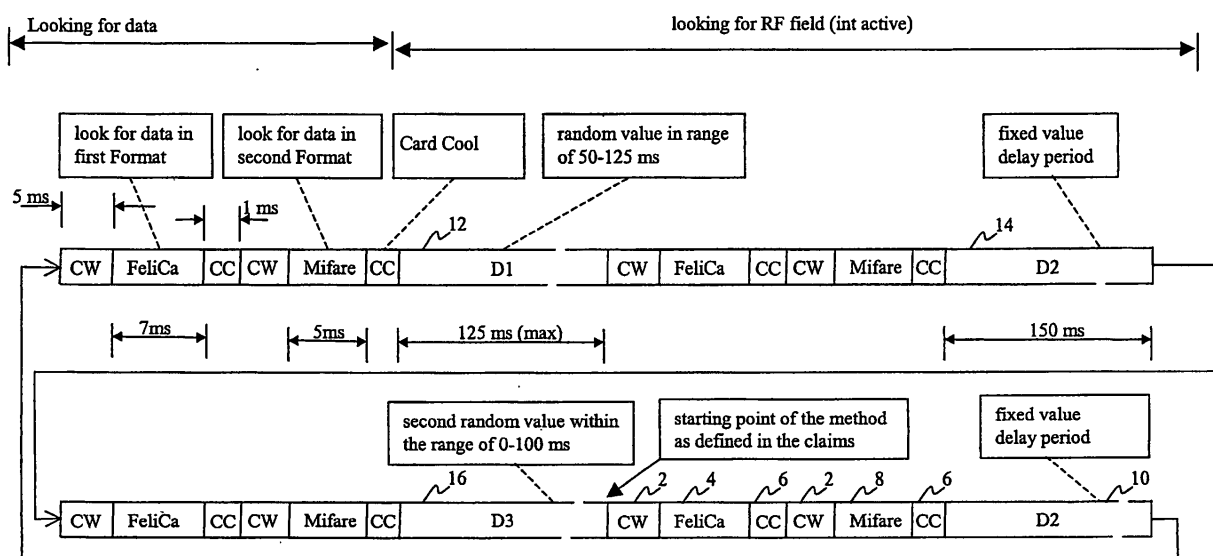 Looking for data
looking for RF field (int active)
look for data in
first Format
look for data in
second Format
Card Cool
random value in range
of 50-125 ms
fixed value
delay period
5 ms
1 ms
12
14
CW FeliCa CC CW Mifare CC D1 CW FeliCa CC CW Mifare CC D2
7ms
5ms
125 ms (max)
150 ms
second random value within
the range of 0-100 ms
starting point of the method
as defined in the claims
fixed value
delay period
16
2
4
6
2
8
6
10
CW FeliCa CC CW Mifare CC D3 CW FeliCa CC CW Mifare CC D2